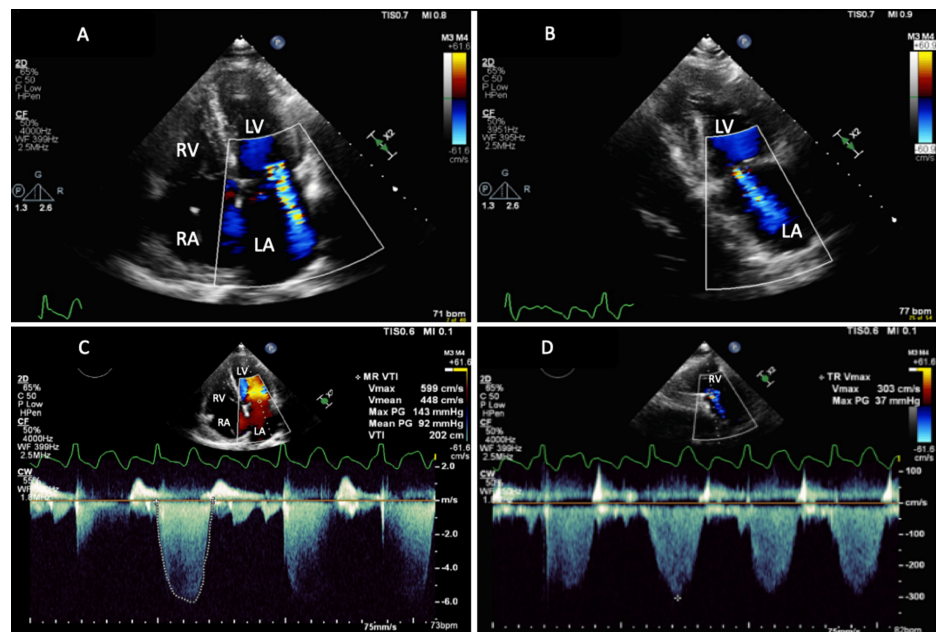 A
TIS0.7 MI 0.8
M3 M4
+61.6
2D
65%
C 50
P Low
HPen
CF
50%
4000Hz
WF 399Hz
2.5MHz
-61.6
cm/s
LV
RV
RA
LA
X2
P
G
P R
1.3 2.6
71 bpm
B
TIS0.7 MI 0.9
M3 M4
+60.9
2D
65%
C 50
P Low
HPen
CF
50%
3951Hz
WF 395Hz
2.5MHz
-60.9
cm/s
LV
LA
X2
P
G
P R
1.3 2.6
77 bpm
C
TIS0.6 MI 0.1
M3 M4
+61.6
2D
65%
C 50
P Low
HPen
CF
50%
4000Hz
WF 399Hz
2.5MHz
CW
LV
RV
RA
LA
P
X2
MR VTI
Vmax 599 cm/s
Vmean 448 cm/s
Max PG 143 mmHg
Mean PG 92 mmHg
VTI 202 cm
-61.6
cm/s
2.0
m/s
-2.0
-4.0
-6.0
75mm/s
73bpm
D
TIS0.6 MI 0.1
M3 M4
+61.6
2D
65%
C 50
P Low
HPen
CF
50%
4000Hz
WF 399Hz
2.5MHz
CW
RV
P
X2
TR Vmax
Vmax 303 cm/s
Max PG 37 mmHg
-61.6
cm/s
100
cm/s
-100
-200
-300
75mm/s
82bpm